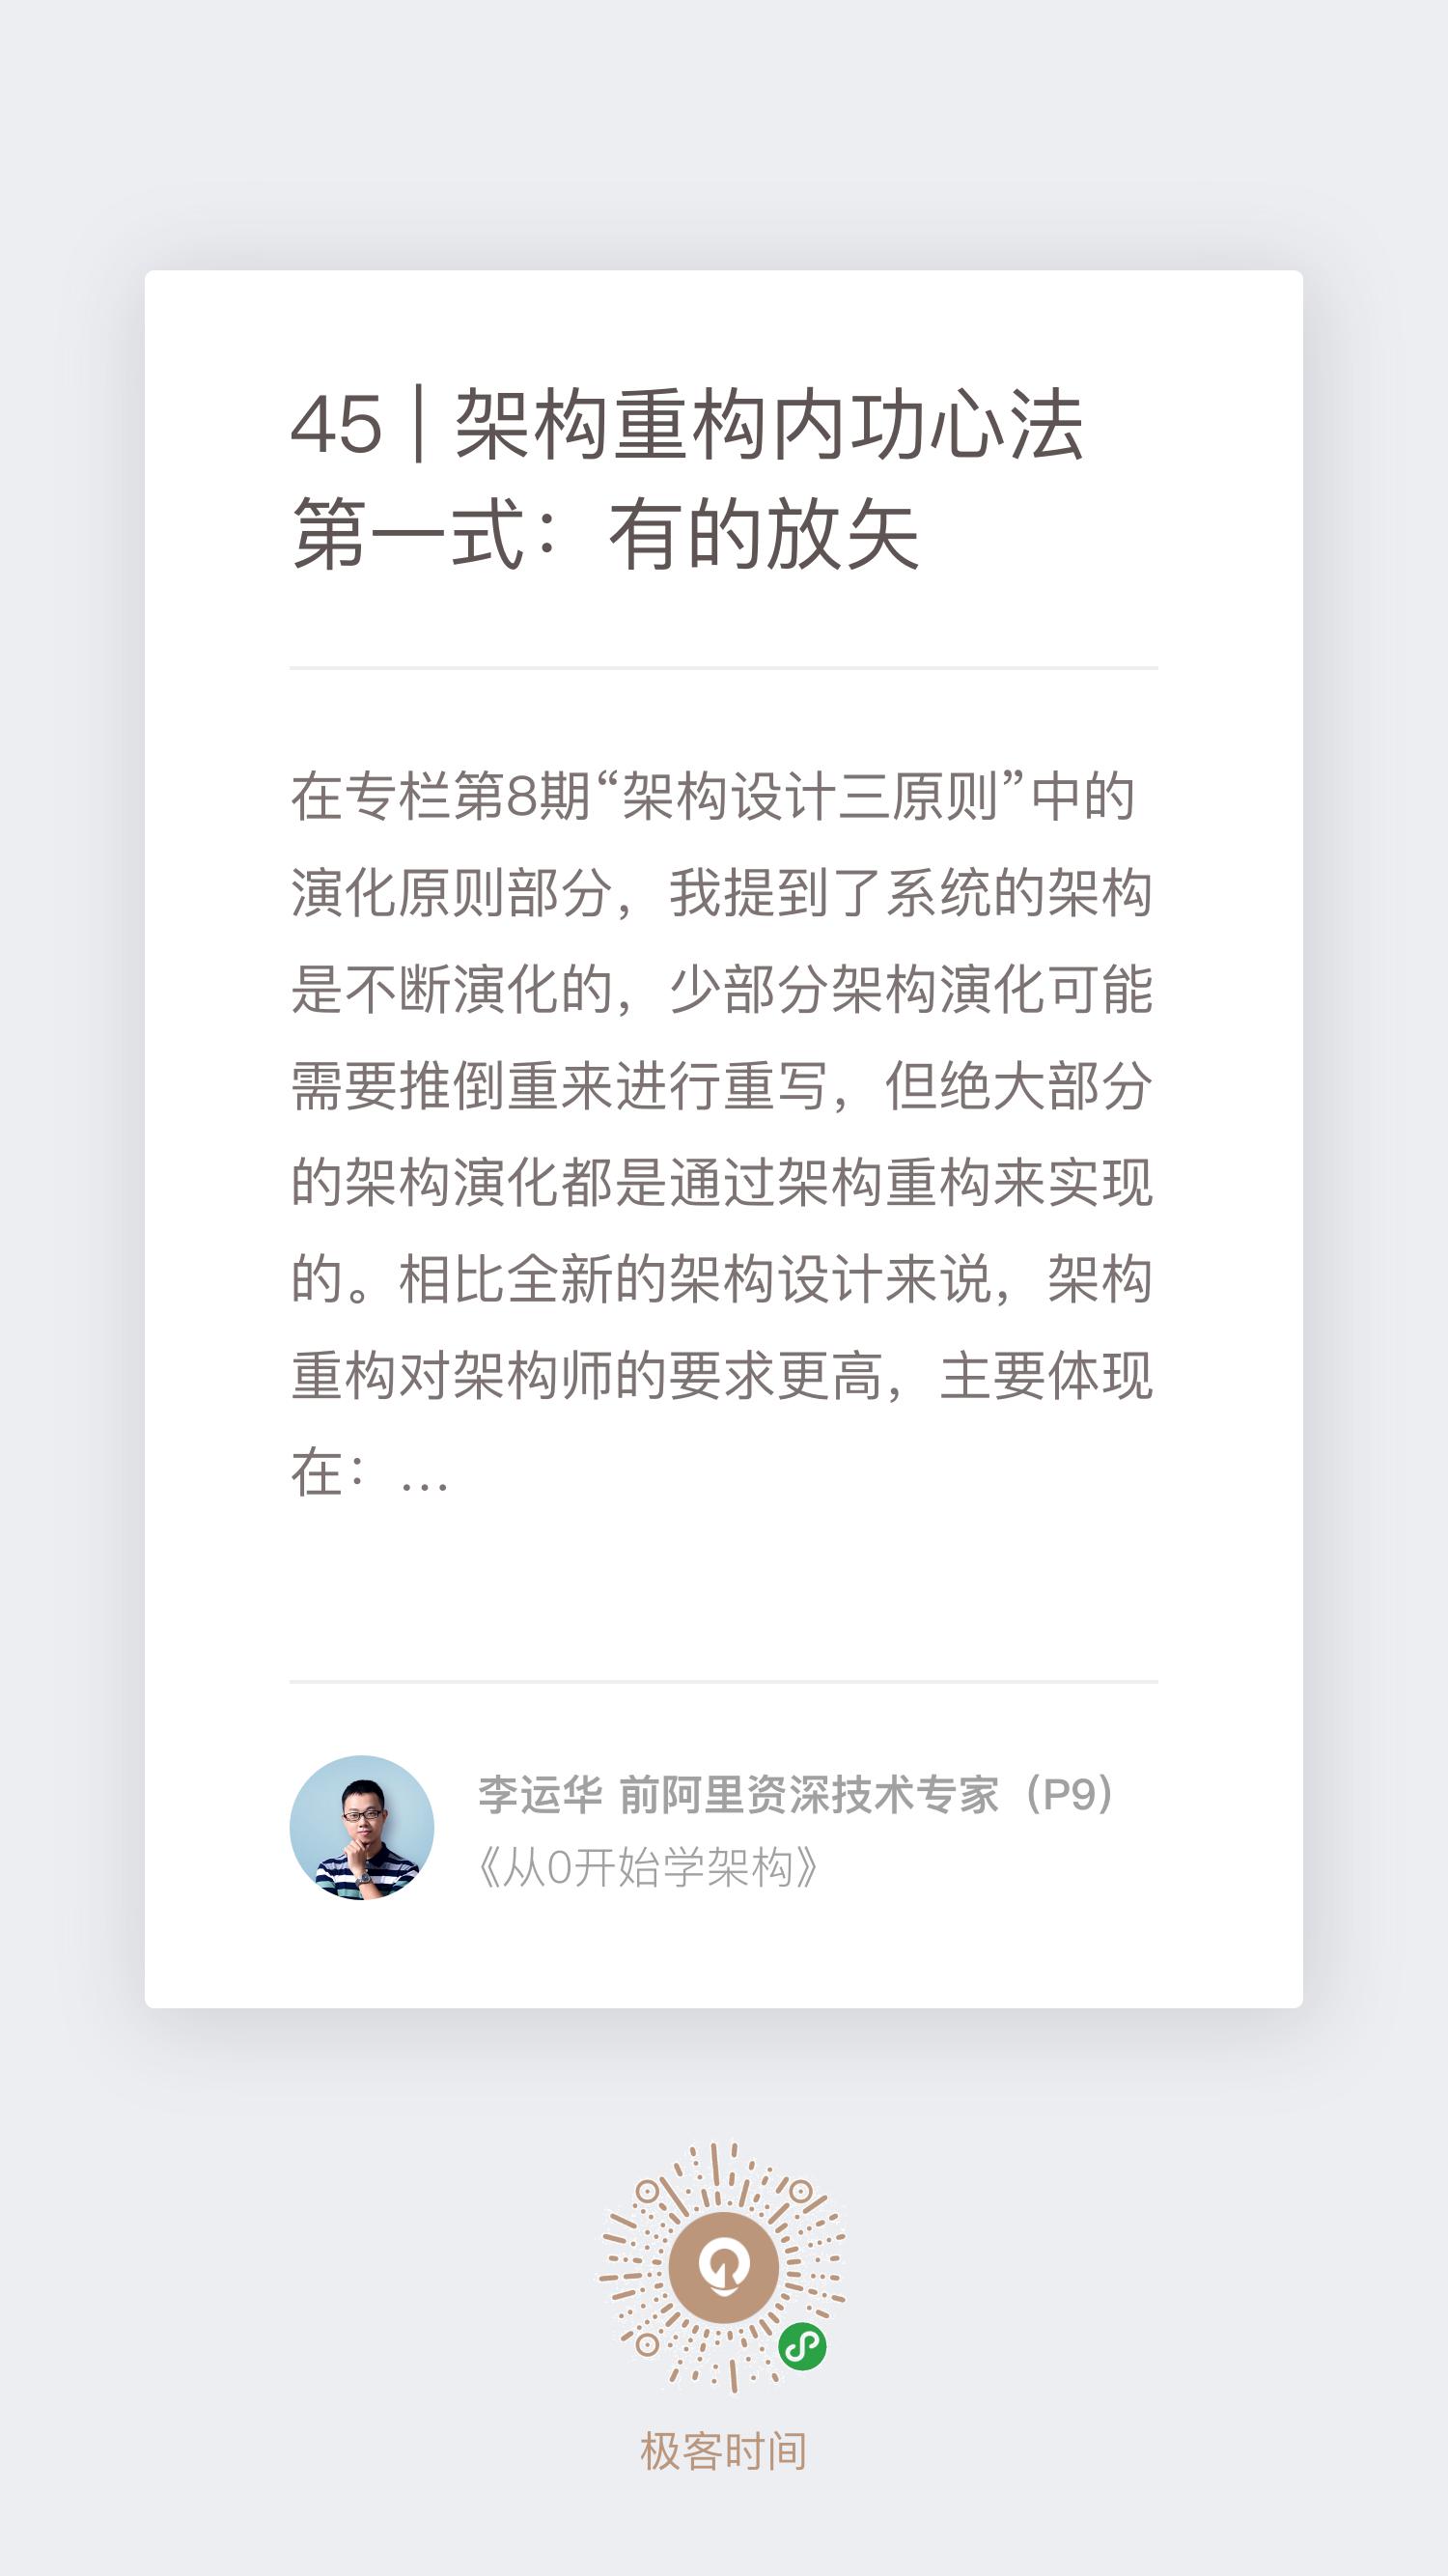 45 | 架构重构内功心法
第一式：有的放矢
在专栏第8期“架构设计三原则”中的
演化原则部分，我提到了系统的架构
是不断演化的，少部分架构演化可能
需要推倒重来进行重写，但绝大部分
的架构演化都是通过架构重构来实现
的。相比全新的架构设计来说，架构
重构对架构师的要求更高，主要体现
在：...
李运华 前阿里资深技术专家（P9）
《从0开始学架构》
极客时间